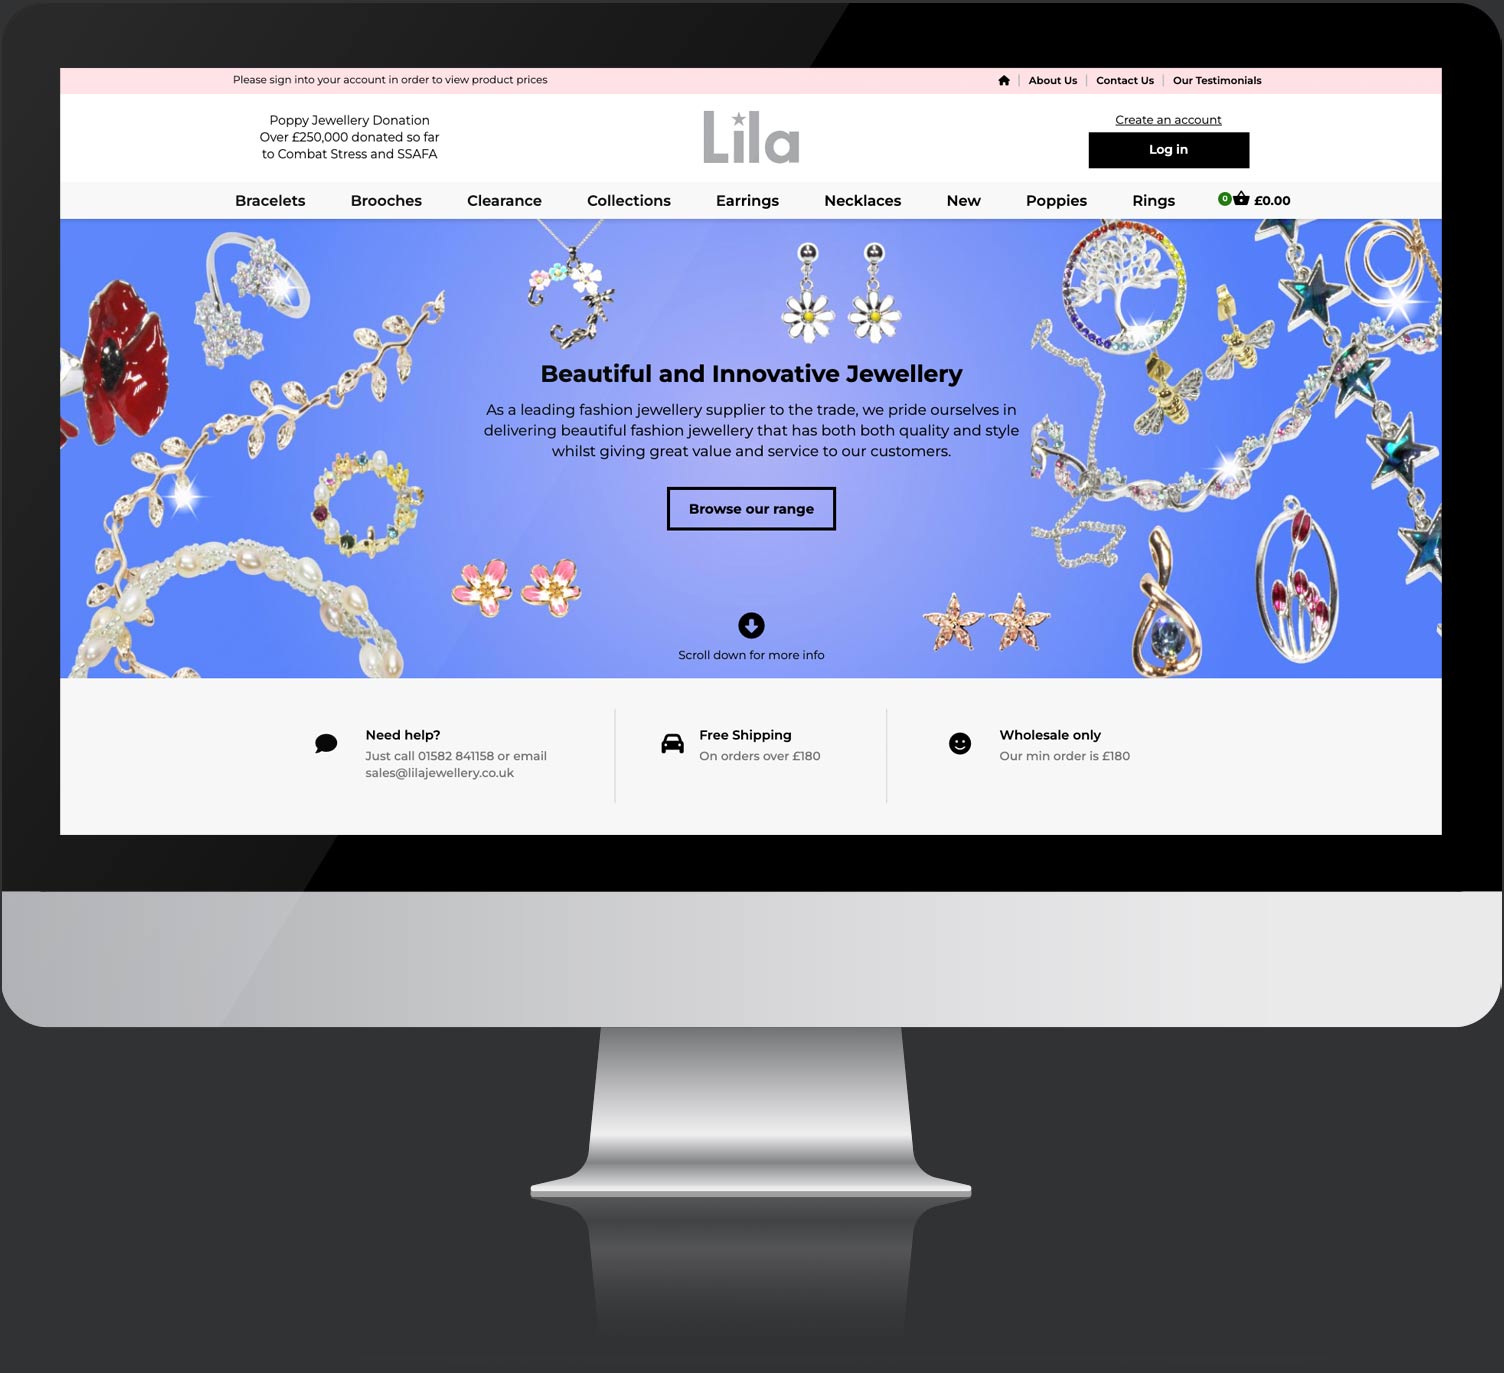 Please sign into your account in order to view product prices
About Us
Contact Us
Our Testimonials
Poppy Jewellery Donation
Over £250,000 donated so far
to Combat Stress and SSAFA
Lila
Create an account
Log in
Bracelets
Brooches
Clearance
Collections
Earrings
Necklaces
New
Poppies
Rings
0
£0.00
Beautiful and Innovative Jewellery
As a leading fashion jewellery supplier to the trade, we pride ourselves in
delivering beautiful fashion jewellery that has both both quality and style
whilst giving great value and service to our customers.
Browse our range
Scroll down for more info
Need help?
Just call 01582 841158 or email
sales@lilajewellery.co.uk
Free Shipping
On orders over £180
Wholesale only
Our min order is £180